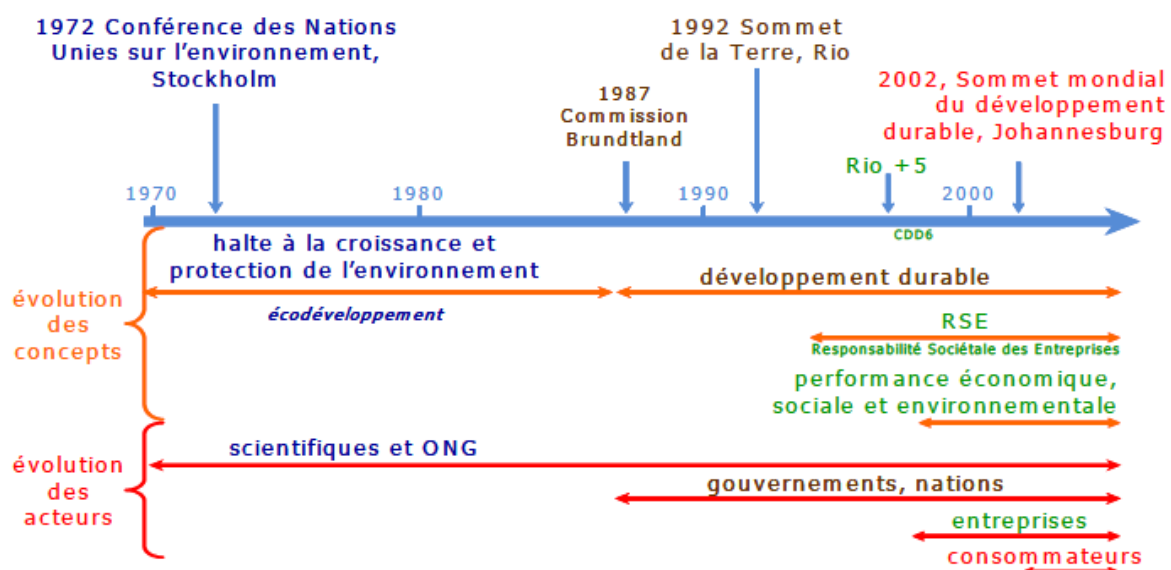 1972 Conférence des Nations
Unies sur l'environnement,
Stockholm
1987
Commission
Brundtland
1992 Sommet
de la Terre, Rio
2002, Sommet mondial
du développement
durable, Johannesburg
Rio +5
1970
1980
1990
2000
CDD6
évolution
des
concepts
halte à la croissance et
protection de l'environnement
écodéveloppement
développement durable
RSE
Responsabilité Sociétale des Entreprises
performance économique,
sociale et environnementale
évolution
des
acteurs
scientifiques et ONG
gouvernements, nations
entreprises
consommateurs